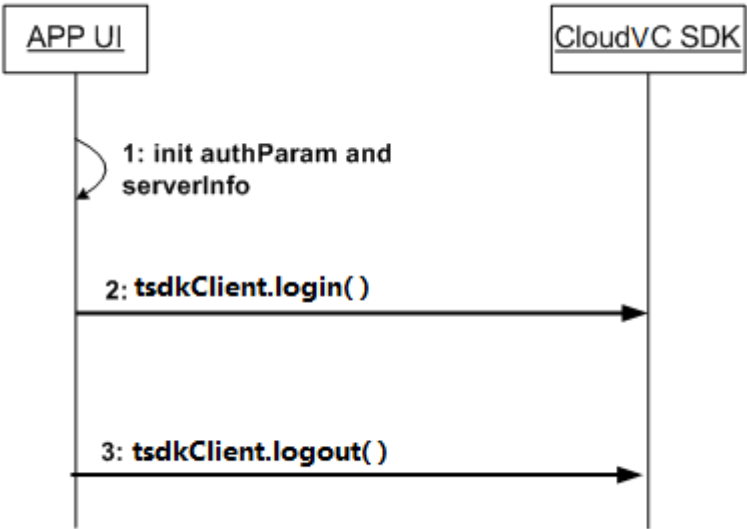 APP UI
CloudVC SDK
1: init authParam and
serverInfo
2: tsdkClient.login( )
3: tsdkClient.logout( )